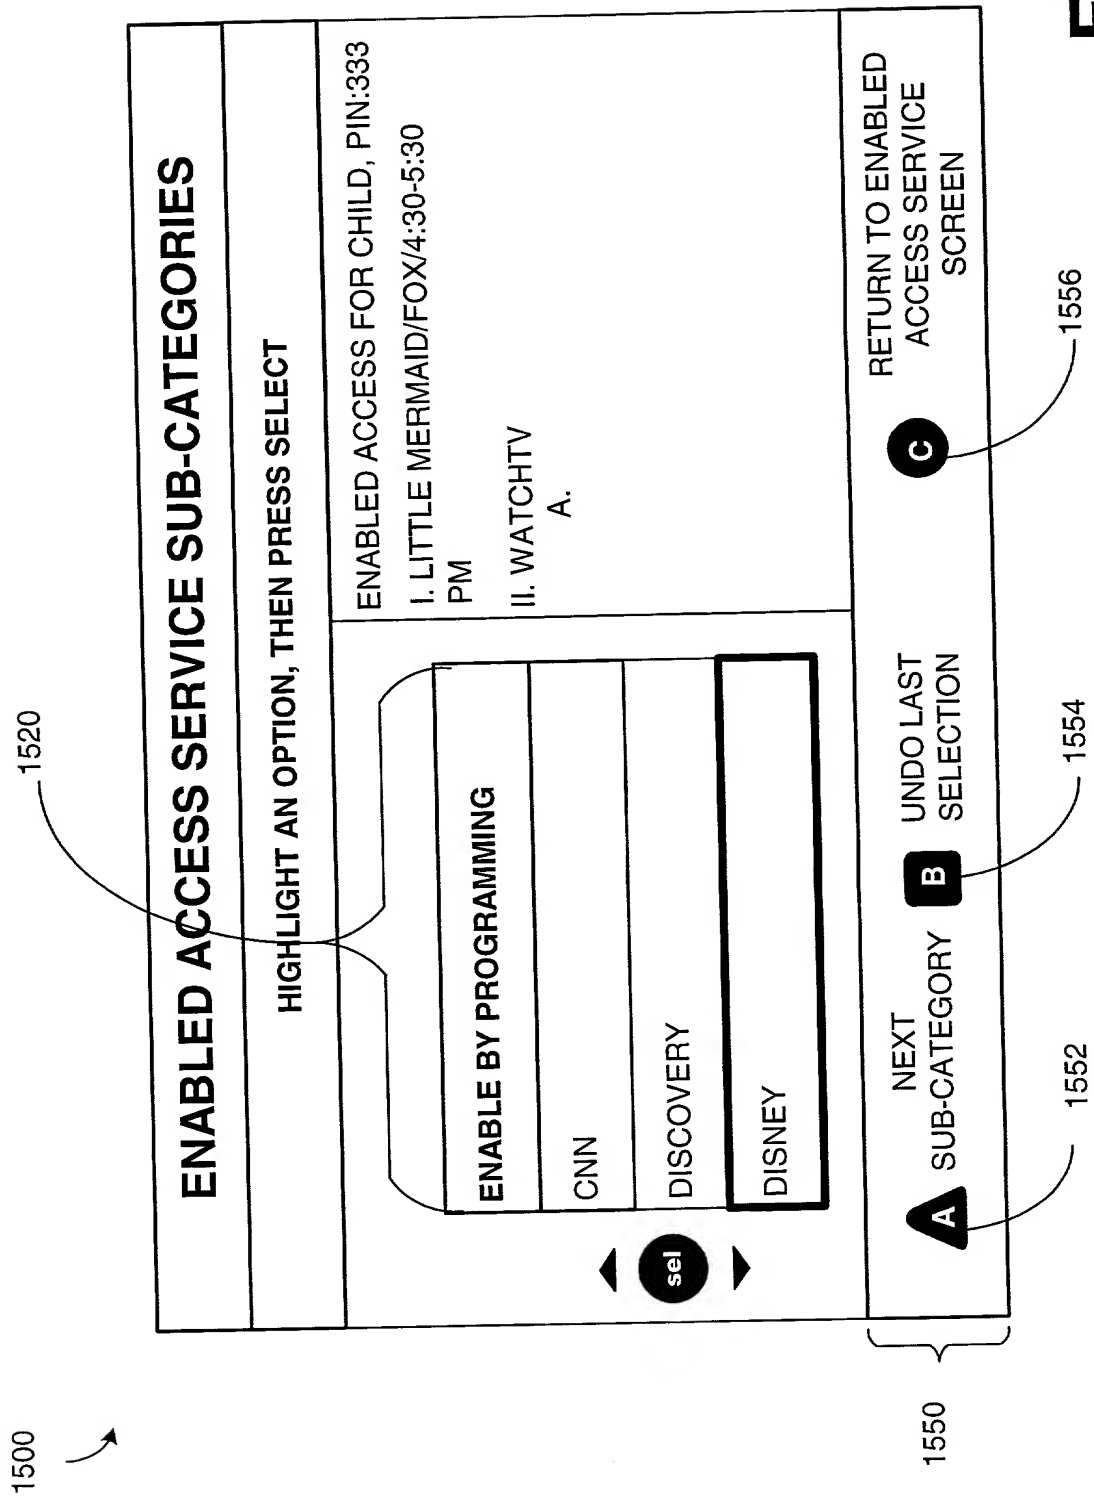 1500
1520
ENABLED ACCESS SERVICE SUB-CATEGORIES
HIGHLIGHT AN OPTION, THEN PRESS SELECT
ENABLE BY PROGRAMMING
CNN
DISCOVERY
DISNEY
sel
ENABLED ACCESS FOR CHILD, PIN:333
I. LITTLE MERMAID/FOX/4:30-5:30
PM
II. WATCHTV
A.
A
NEXT
SUB-CATEGORY
B
UNDO LAST
SELECTION
C
RETURN TO ENABLED
ACCESS SERVICE
SCREEN
1550
1552
1554
1556